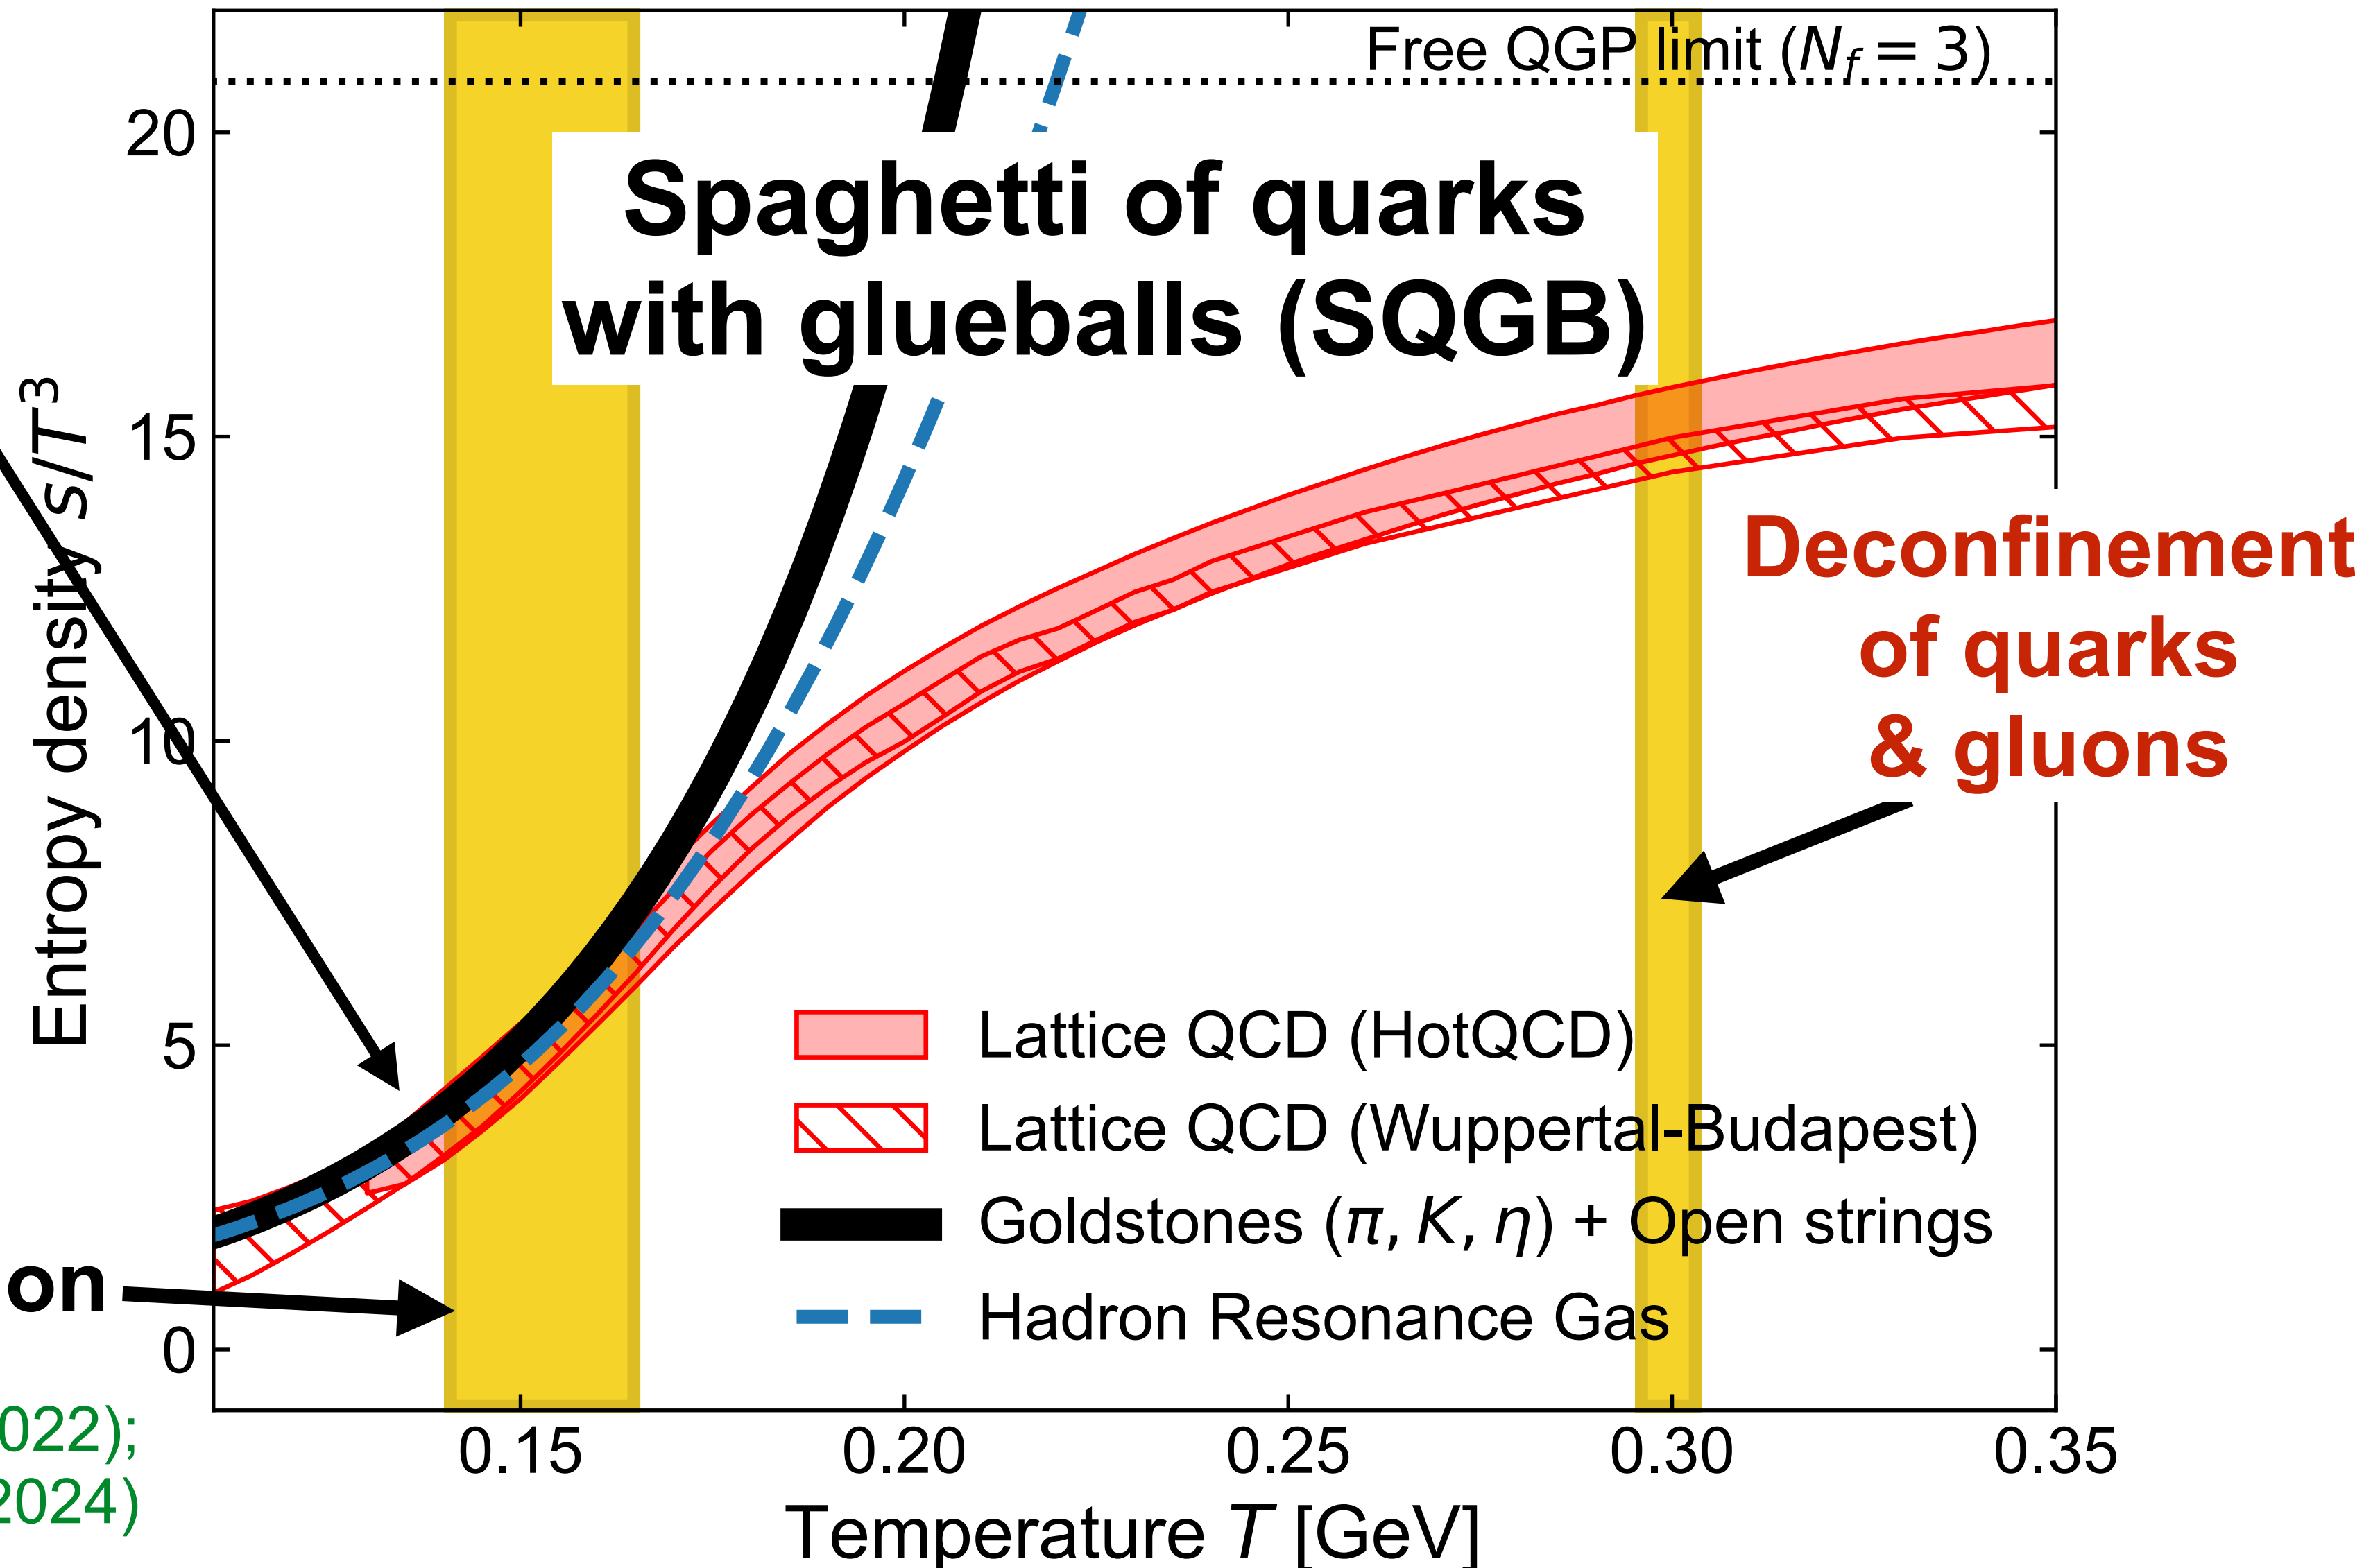 Free QGP limit (N_f = 3)
20
Spaghetti of quarks
with glueballs (SQGB)
15
Entropy density s/T³
Deconfinement
of quarks
& gluons
10
5
Lattice QCD (HotQCD)
Lattice QCD (Wuppertal-Budapest)
Goldstones (π, K, η) + Open strings
on
Hadron Resonance Gas
0
022);
2024)
0.15 0.20 0.25 0.30 0.35
Temperature T [GeV]